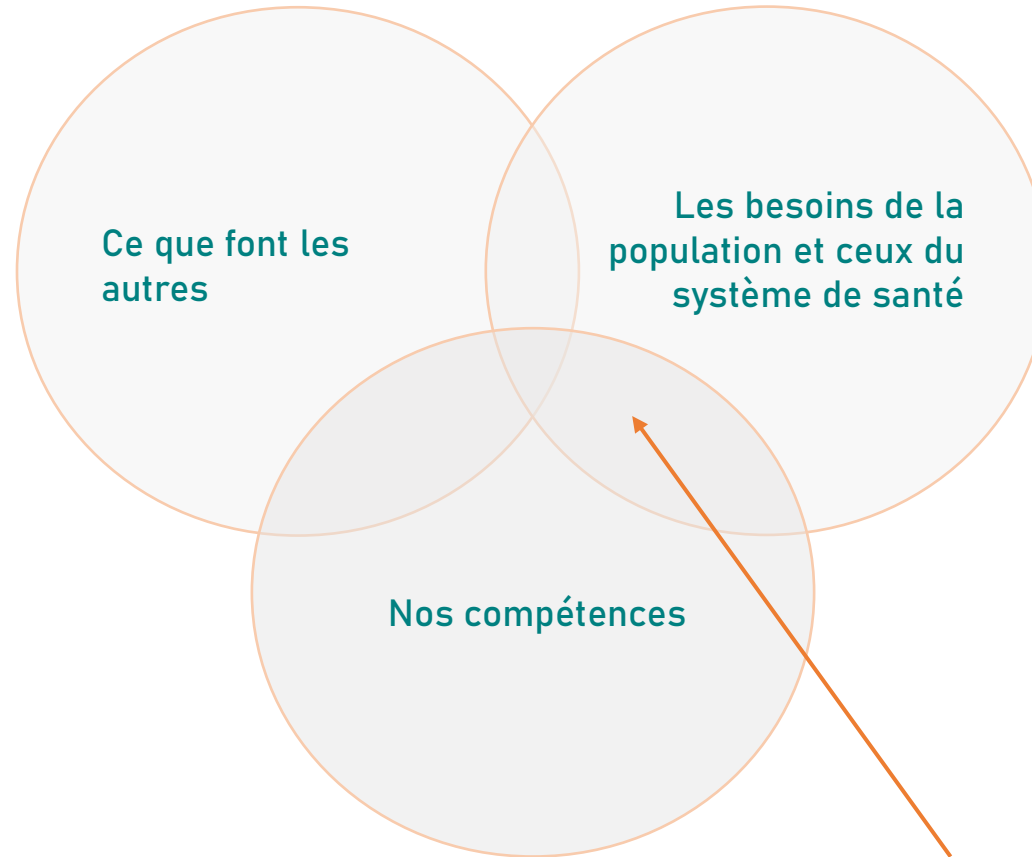 Ce que font les
autres
Les besoins de la
population et ceux du
système de santé
Nos compétences